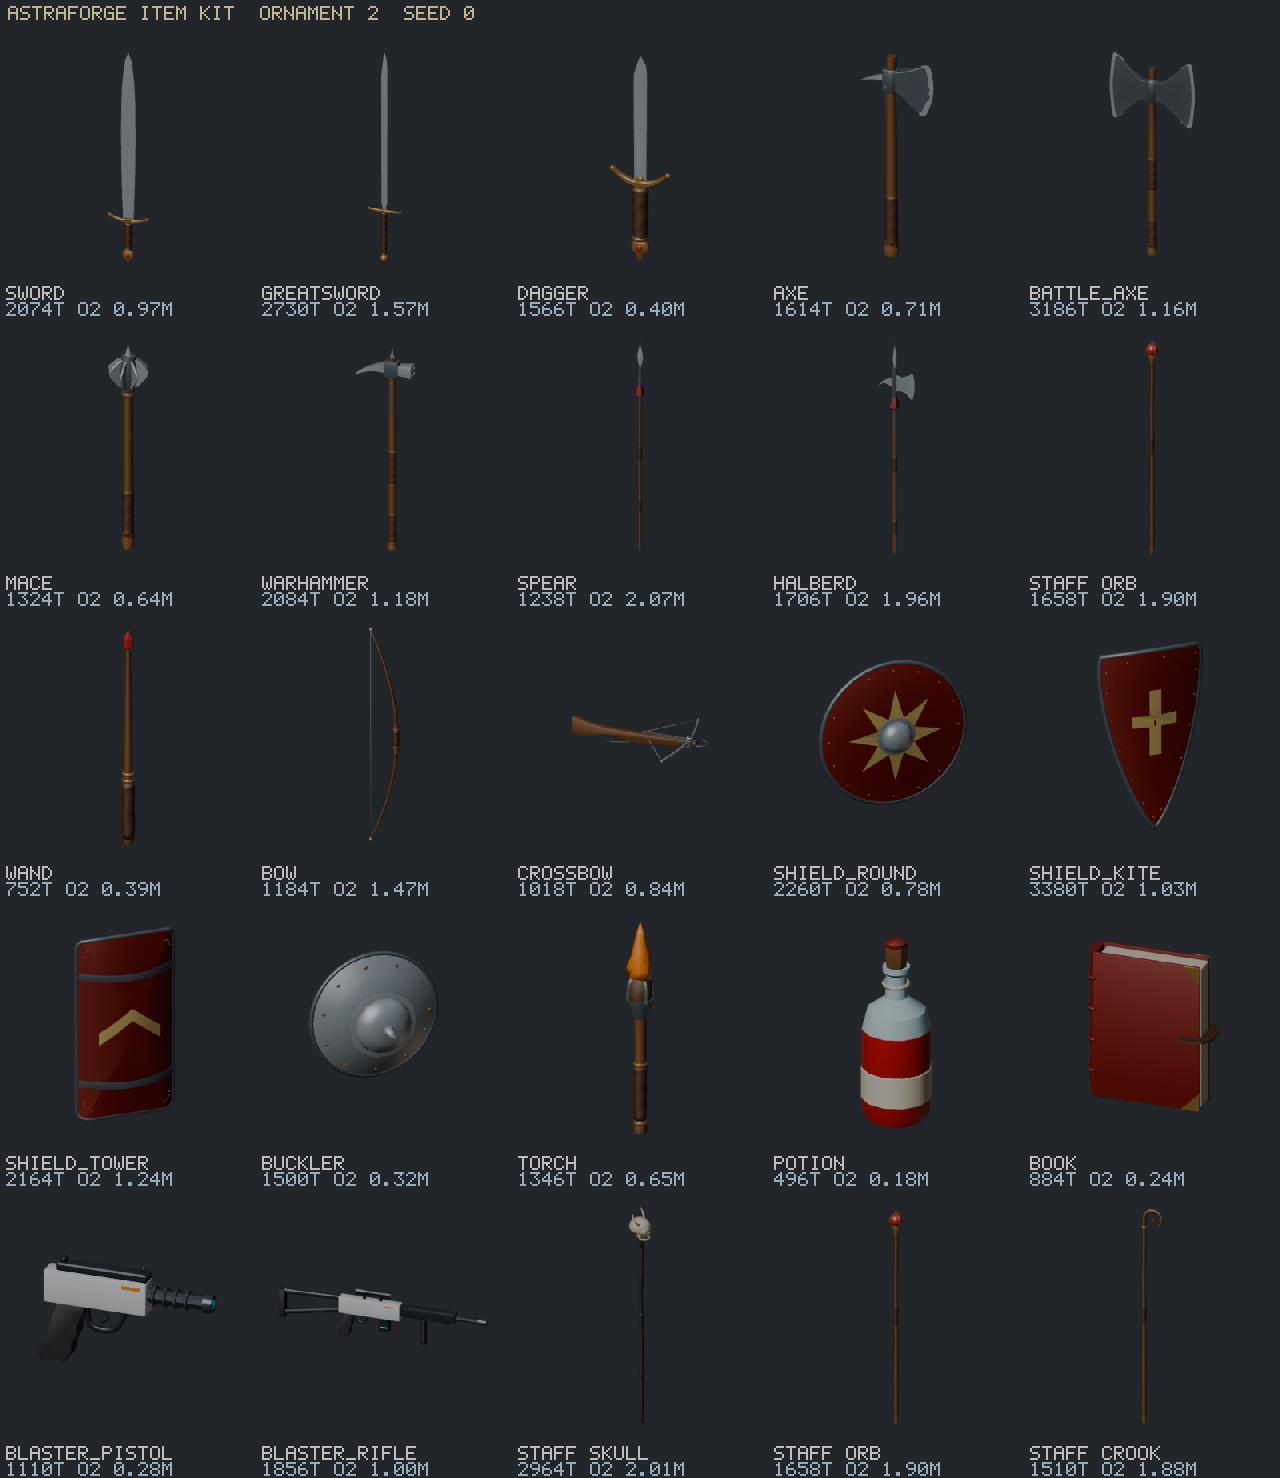 ASTRAFORGE ITEM KIT  ORNAMENT 2  SEED 0
SWORD
2074T O2 0.97M
GREATSWORD
2730T O2 1.57M
DAGGER
1566T O2 0.40M
AXE
1614T O2 0.71M
BATTLE_AXE
3186T O2 1.16M
MACE
1324T O2 0.64M
WARHAMMER
2084T O2 1.18M
SPEAR
1238T O2 2.07M
HALBERD
1706T O2 1.96M
STAFF ORB
1658T O2 1.90M
WAND
752T O2 0.39M
BOW
1184T O2 1.47M
CROSSBOW
1018T O2 0.84M
SHIELD_ROUND
2260T O2 0.78M
SHIELD_KITE
3380T O2 1.03M
SHIELD_TOWER
2164T O2 1.24M
BUCKLER
1500T O2 0.32M
TORCH
1346T O2 0.65M
POTION
496T O2 0.18M
BOOK
884T O2 0.24M
BLASTER_PISTOL
1110T O2 0.28M
BLASTER_RIFLE
1856T O2 1.00M
STAFF SKULL
2964T O2 2.01M
STAFF ORB
1658T O2 1.90M
STAFF CROOK
1510T O2 1.88M